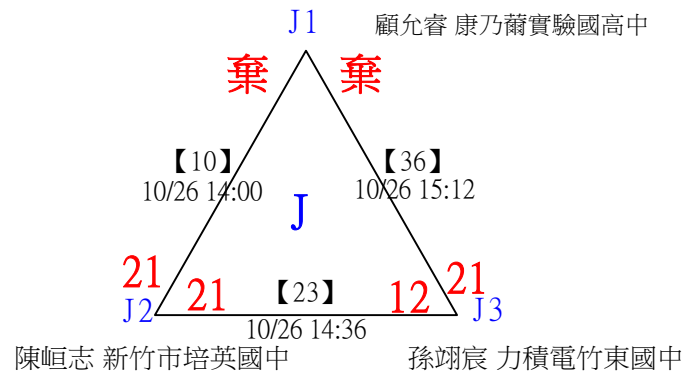 J1
顧允睿 康乃薾實驗國高中
棄 棄
【10】
10/26 14:00
【36】
10/26 15:12
J
21
21
【23】
12
21
J2
J3
10/26 14:36
陳峘志 新竹市培英國中
孫翊宸 力積電竹東國中